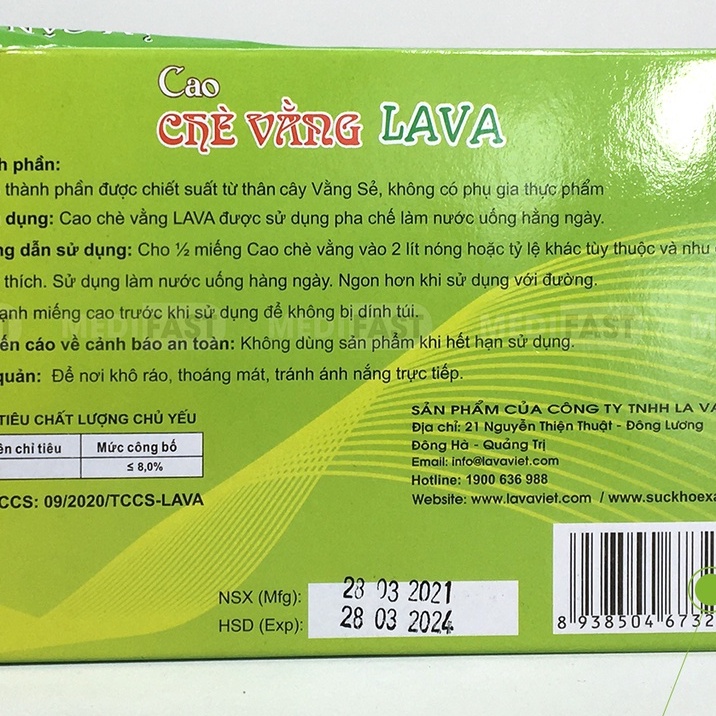 Cao
CHÈ VẰNG LAVA
h phần:
thành phần được chiết suất từ thân cây Vằng Sẻ, không có phụ gia thực phẩm
dụng: Cao chè vằng LAVA được sử dụng pha chế làm nước uống hằng ngày.
ng dẫn sử dụng: Cho ½ miếng Cao chè vằng vào 2 lít nóng hoặc tỷ lệ khác tùy thuộc và nhu
thích. Sử dụng làm nước uống hàng ngày. Ngon hơn khi sử dụng với đường.
ạnh miếng cao trước khi sử dụng để không bị dính túi.
MEDIFAST MEDIFAST MEDIFAST
ến cáo về cảnh báo an toàn: Không dùng sản phẩm khi hết hạn sử dụng.
quản: Để nơi khô ráo, thoáng mát, tránh ánh nắng trực tiếp.
TIÊU CHẤT LƯỢNG CHỦ YẾU
ên chỉ tiêu Mức công bố
≤ 8,0%
CCS: 09/2020/TCCS-LAVA
SẢN PHẨM CỦA CÔNG TY TNHH LA VA
Địa chỉ: 21 Nguyễn Thiện Thuật - Đông Lương
Đông Hà - Quảng Trị
Email: info@lavaviet.com
Hotline: 1900 636 988
Website: www.lavaviet.com / www.suckhoexa
NSX (Mfg): 28 03 2021
HSD (Exp): 28 03 2024
8 938504 6732